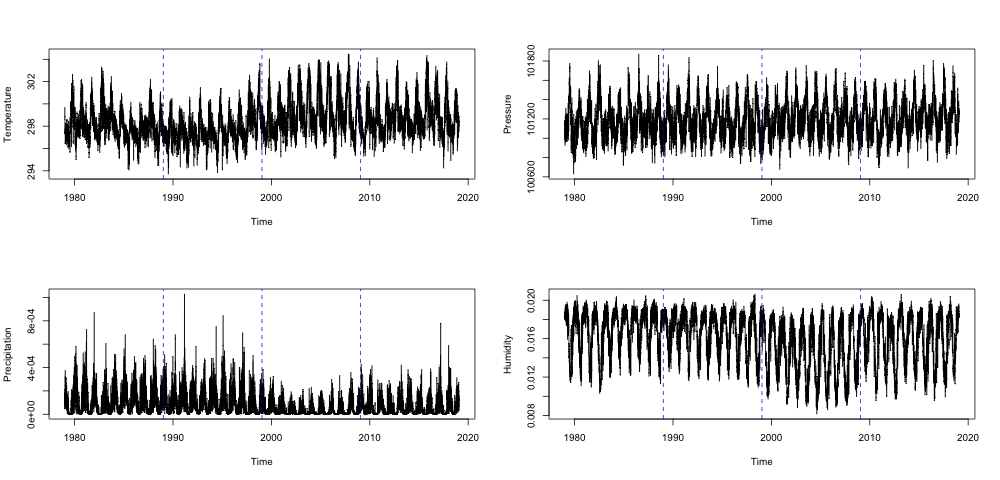 Temperature
294 298 302
1980 1990 2000 2010 2020
Time
Pressure
100600 101200 101800
1980 1990 2000 2010 2020
Time
Precipitation
0e+00 4e-04 8e-04
1980 1990 2000 2010 2020
Time
Humidity
0.008 0.012 0.016 0.020
1980 1990 2000 2010 2020
Time